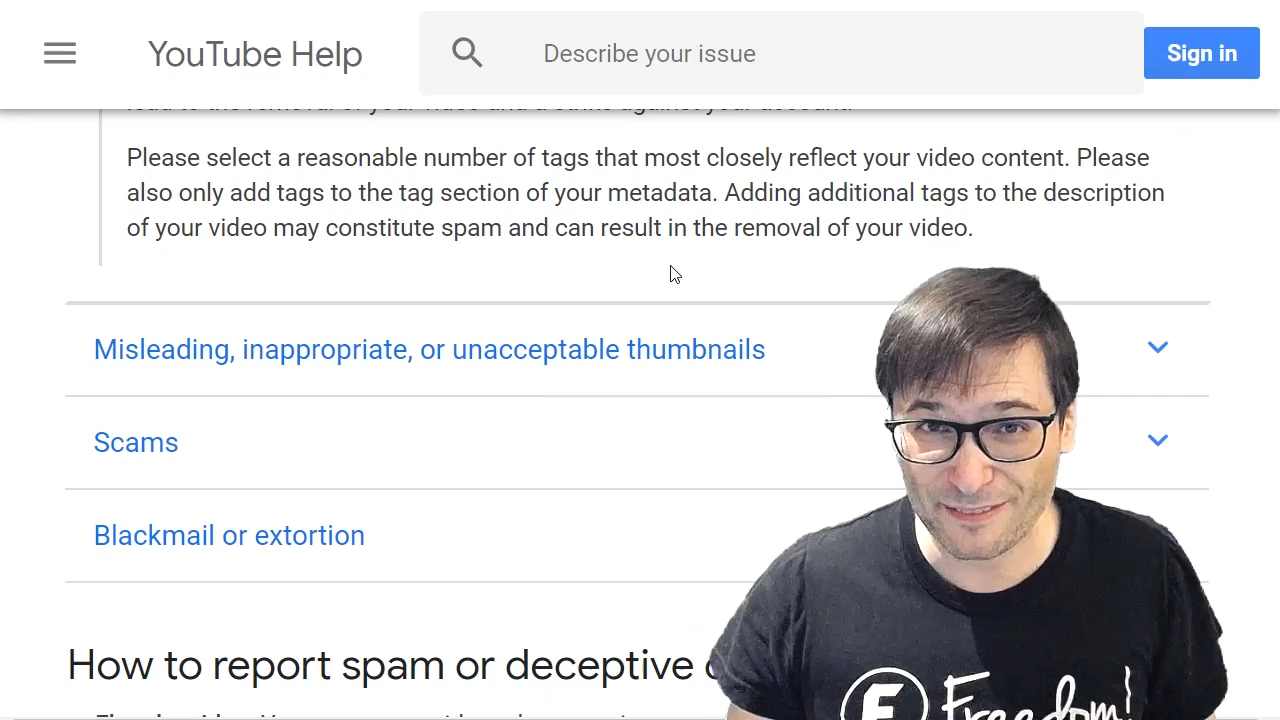 YouTube Help
Describe your issue
Sign in
Please select a reasonable number of tags that most closely reflect your video content. Please
also only add tags to the tag section of your metadata. Adding additional tags to the description
of your video may constitute spam and can result in the removal of your video.
Misleading, inappropriate, or unacceptable thumbnails
Scams
Blackmail or extortion
How to report spam or deceptive
Freedom!